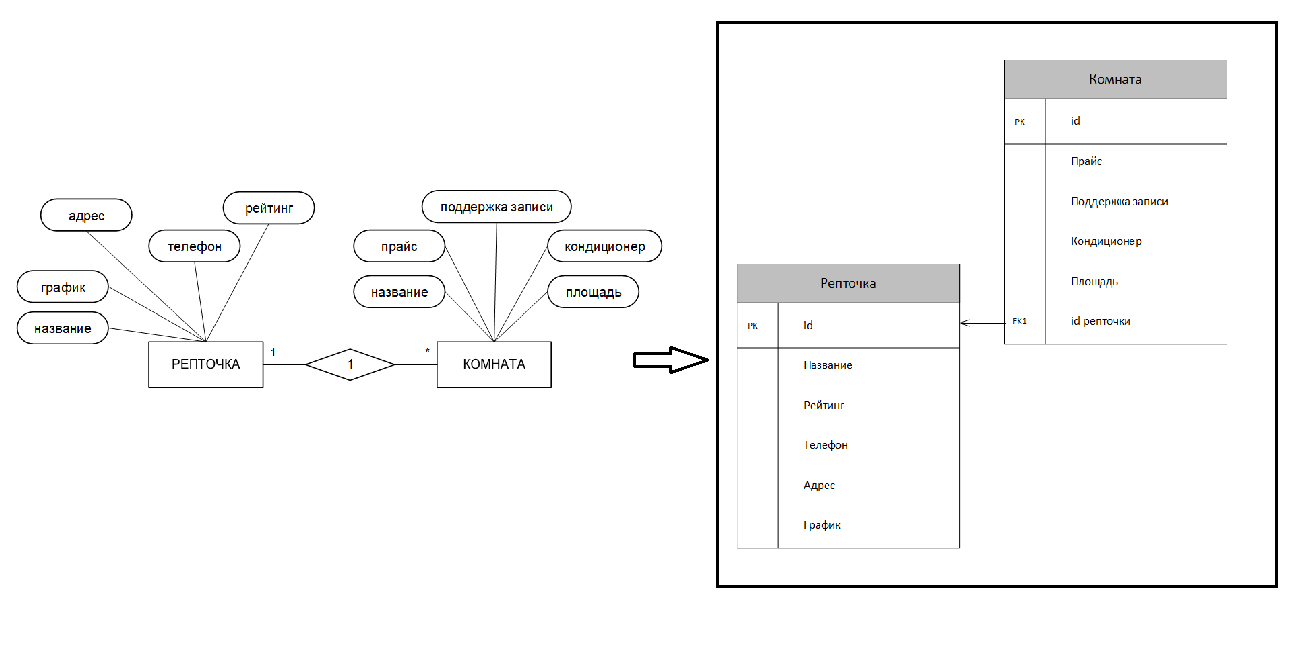 адрес
рейтинг
телефон
график
название
РЕПТОЧКА
1
1
*
поддержка записи
прайс
кондиционер
название
площадь
КОМНАТА
Репточка
PK
Id
Название
Рейтинг
Телефон
Адрес
График
Комната
PK
id
Прайс
Поддержка записи
Кондиционер
Площадь
FK1
id репточки